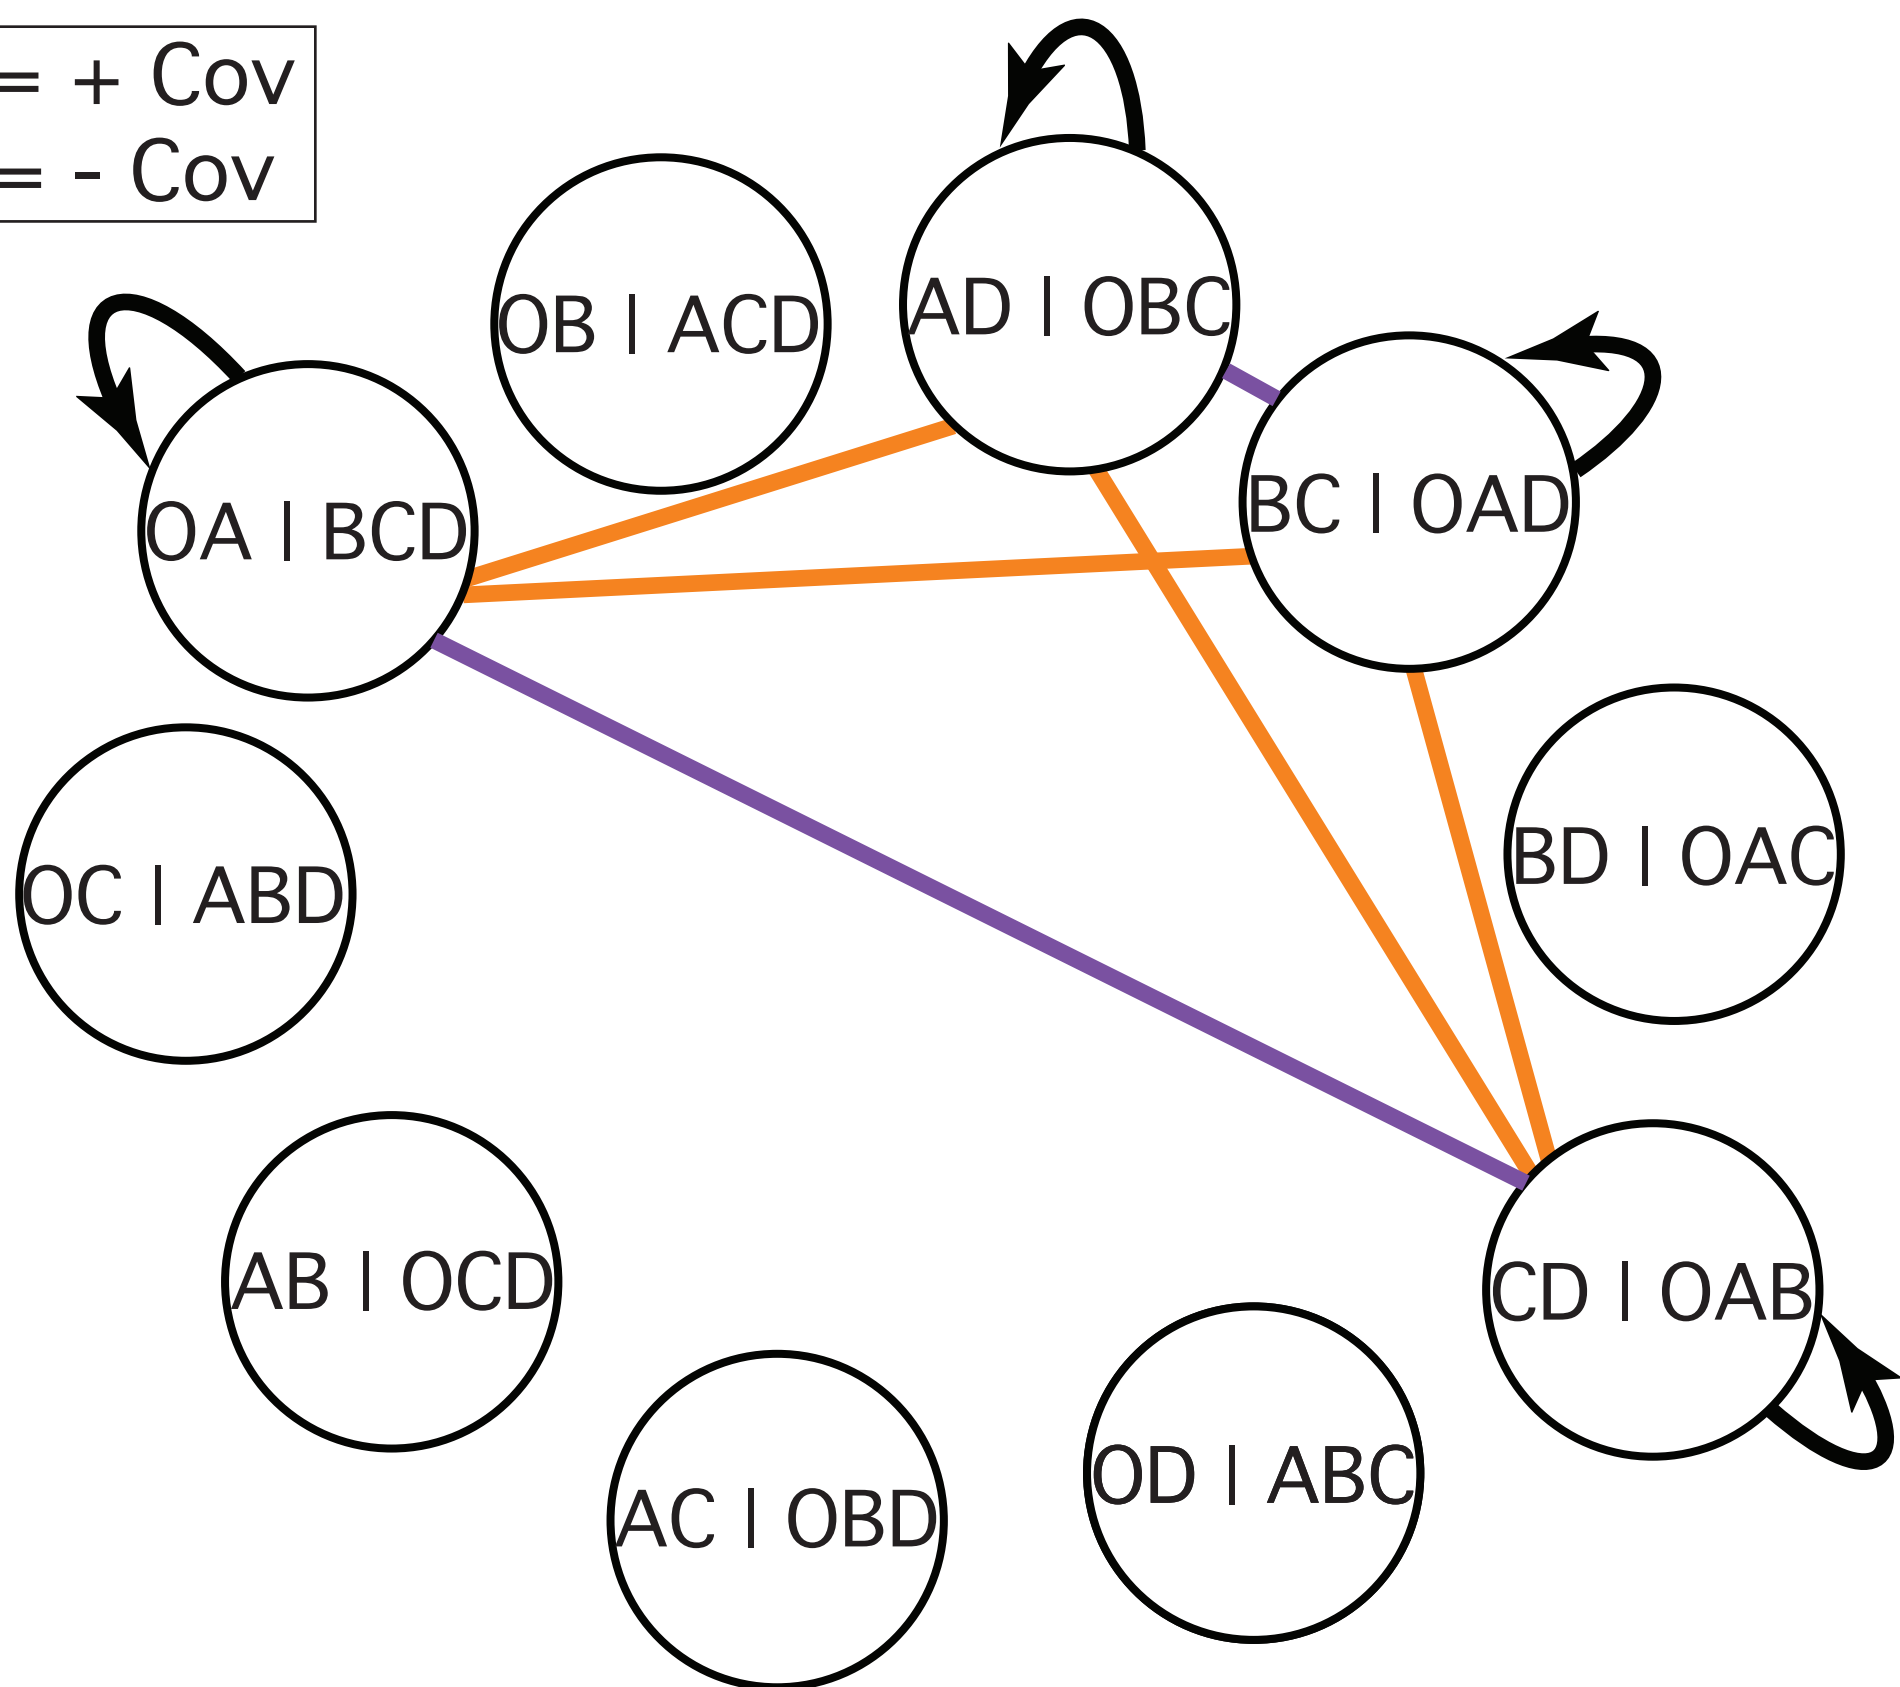 = + Cov
= - Cov
AD | OBC
OB | ACD
BC | OAD
OA | BCD
BD | OAC
OC | ABD
AB | OCD
CD | OAB
OD | ABC
AC | OBD